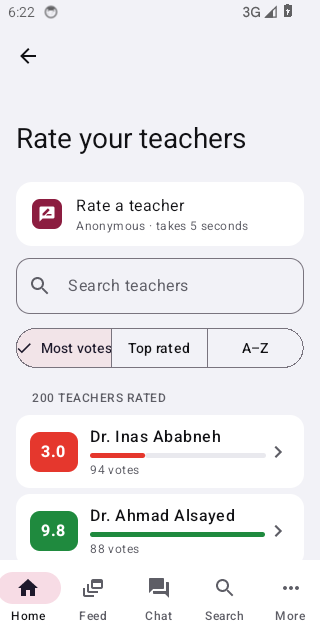 6:22
3G
Rate your teachers
Rate a teacher
Anonymous · takes 5 seconds
Search teachers
Most votes
Top rated
A–Z
200 TEACHERS RATED
3.0
Dr. Inas Ababneh
94 votes
9.8
Dr. Ahmad Alsayed
88 votes
Home
Feed
Chat
Search
More